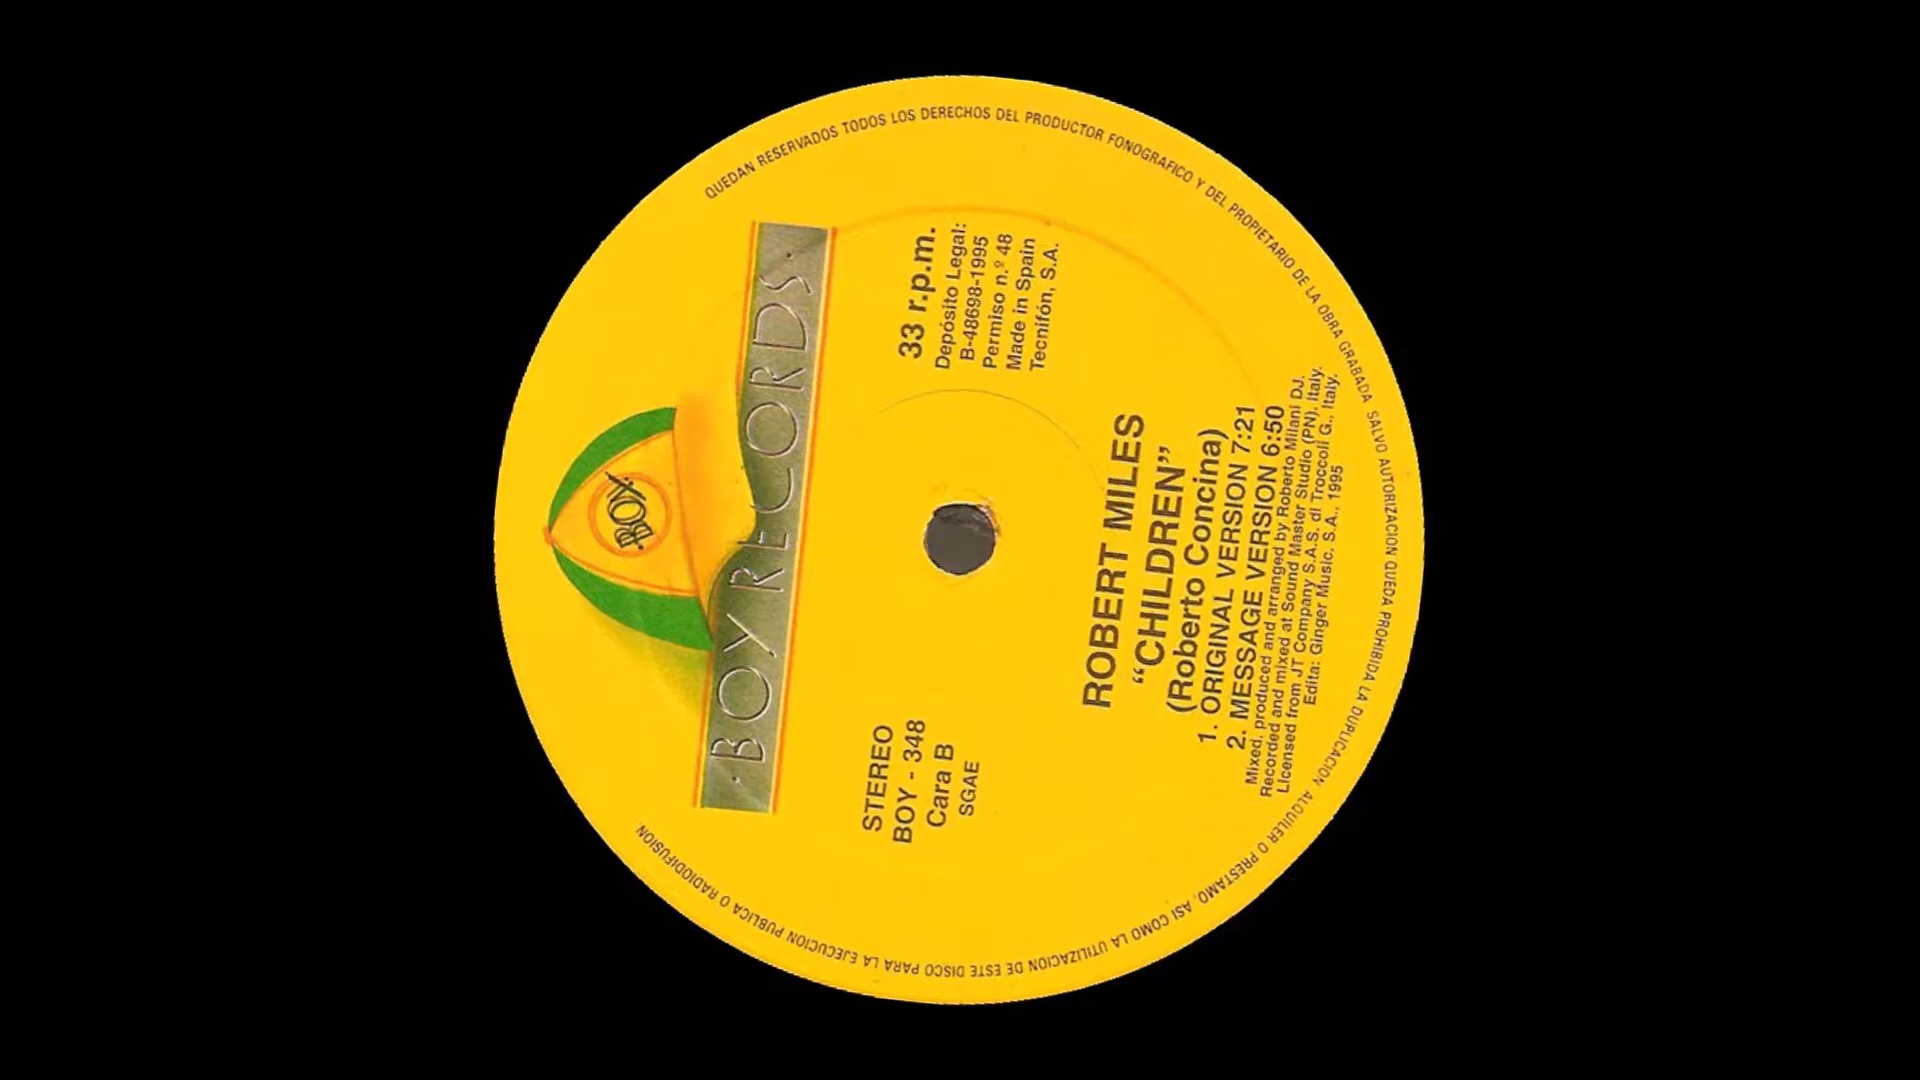 BOY
·BOY RECORDS·
STEREO
BOY - 348
Cara B
SGAE
33 r.p.m.
Depósito Legal:
B-48698-1995
Permiso n.º 48
Made in Spain
Tecnifón, S.A.
ROBERT MILES
“CHILDREN”
(Roberto Concina)
1. ORIGINAL VERSION 7:21
2. MESSAGE VERSION 6:50
Mixed, produced and arranged by Roberto Milani DJ.
Recorded and mixed at Sound Master Studio (PN), Italy.
Licensed from JT Company S.A.S. di Troccoli G.. Italy.
Edita: Ginger Music, S.A., 1995
QUEDAN RESERVADOS TODOS LOS DERECHOS DEL PRODUCTOR FONOGRAFICO Y DEL PROPIETARIO DE LA OBRA GRABADA SALVO AUTORIZACION QUEDA PROHIBIDA LA DUPLICACION ALQUILER O PRESTAMO, ASI COMO LA UTILIZACION DE ESTE DISCO PARA LA EJECUCION PUBLICA O RADIODIFUSION